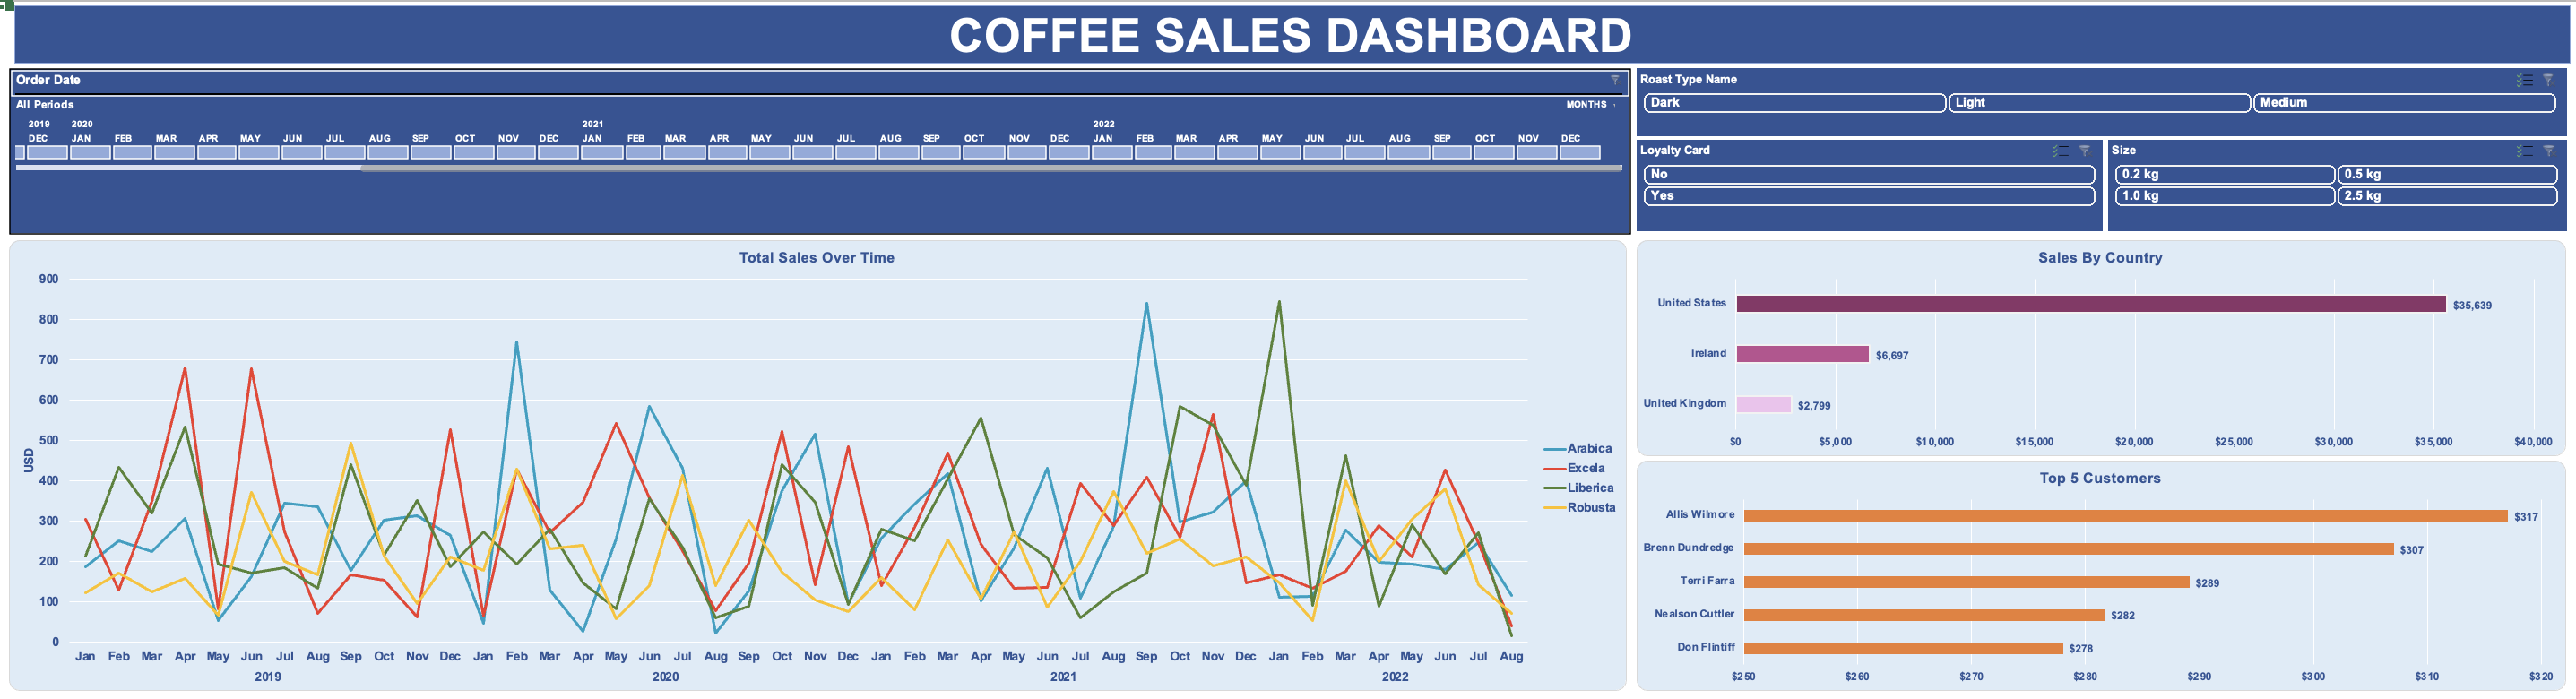 COFFEE SALES DASHBOARD
Order Date
All Periods
MONTHS
2019 2020 2021 2022
DEC JAN FEB MAR APR MAY JUN JUL AUG SEP OCT NOV DEC JAN FEB MAR APR MAY JUN JUL AUG SEP OCT NOV DEC JAN FEB MAR APR MAY JUN JUL AUG SEP OCT NOV DEC
Roast Type Name
Dark Light Medium
Loyalty Card
No
Yes
Size
0.2 kg 0.5 kg
1.0 kg 2.5 kg
Total Sales Over Time
900
800
700
600
500
400
300
200
100
0
USD
Jan Feb Mar Apr May Jun Jul Aug Sep Oct Nov Dec Jan Feb Mar Apr May Jun Jul Aug Sep Oct Nov Dec Jan Feb Mar Apr May Jun Jul Aug Sep Oct Nov Dec Jan Feb Mar Apr May Jun Jul Aug
2019 2020 2021 2022
Arabica
Excela
Liberica
Robusta
Sales By Country
United States $35,639
Ireland $6,697
United Kingdom $2,799
$0 $5,000 $10,000 $15,000 $20,000 $25,000 $30,000 $35,000 $40,000
Top 5 Customers
Allis Wilmore $317
Brenn Dundredge $307
Terri Farra $289
Nealson Cuttler $282
Don Flintiff $278
$250 $260 $270 $280 $290 $300 $310 $320